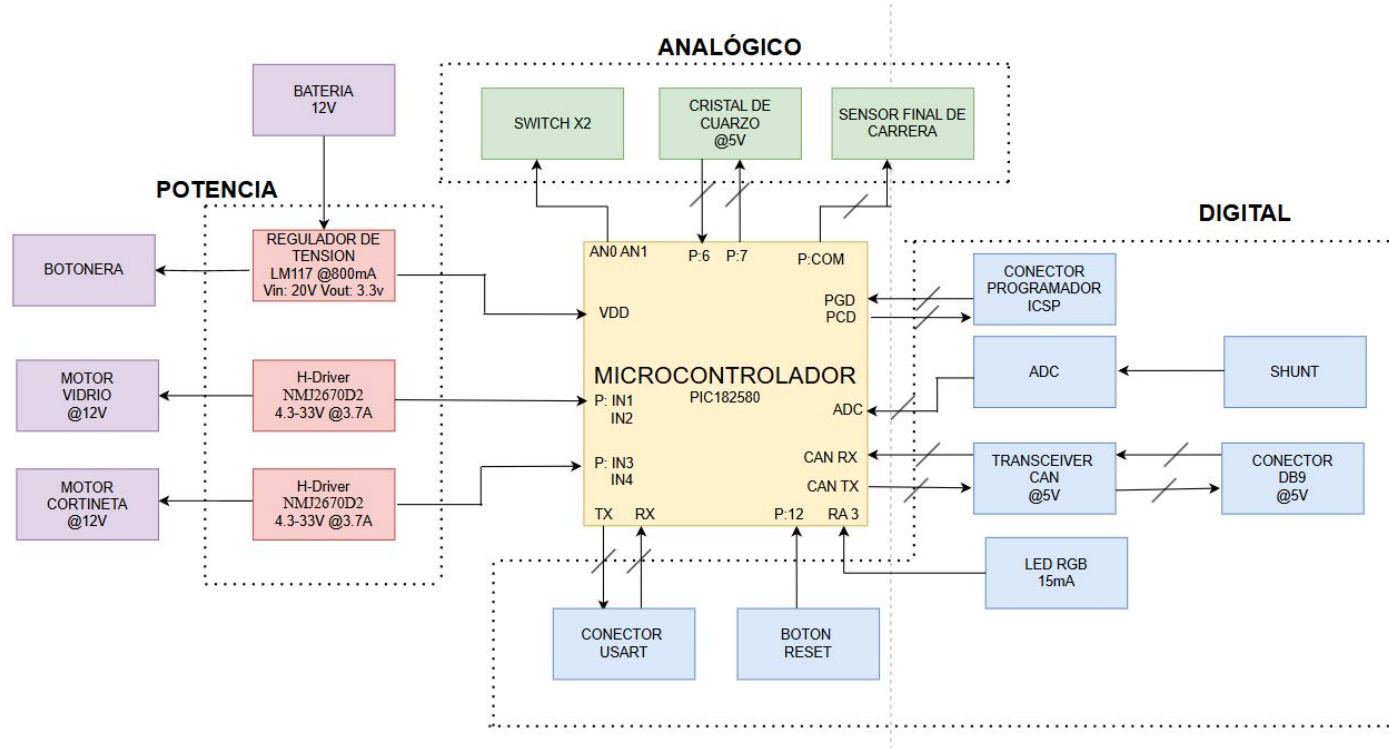 ANALÓGICO
BATERIA
12V
SWITCH X2
CRISTAL DE
CUARZO
@5V
SENSOR FINAL DE
CARRERA
POTENCIA
DIGITAL
BOTONERA
REGULADOR DE
TENSION
LM117 @800mA
Vin: 20V Vout: 3.3v
AN0 AN1
P:6
P:7
P:COM
VDD
PGD
PCD
CONECTOR
PROGRAMADOR
ICSP
MOTOR
VIDRIO
@12V
H-Driver
NMJ2670D2
4.3-33V @3.7A
MICROCONTROLADOR
PIC182580
P: IN1
IN2
ADC
ADC
SHUNT
MOTOR
CORTINETA
@12V
H-Driver
NMJ2670D2
4.3-33V @3.7A
P: IN3
IN4
CAN RX
CAN TX
TRANSCEIVER
CAN
@5V
CONECTOR
DB9
@5V
TX
RX
P:12
RA 3
LED RGB
15mA
CONECTOR
USART
BOTON
RESET